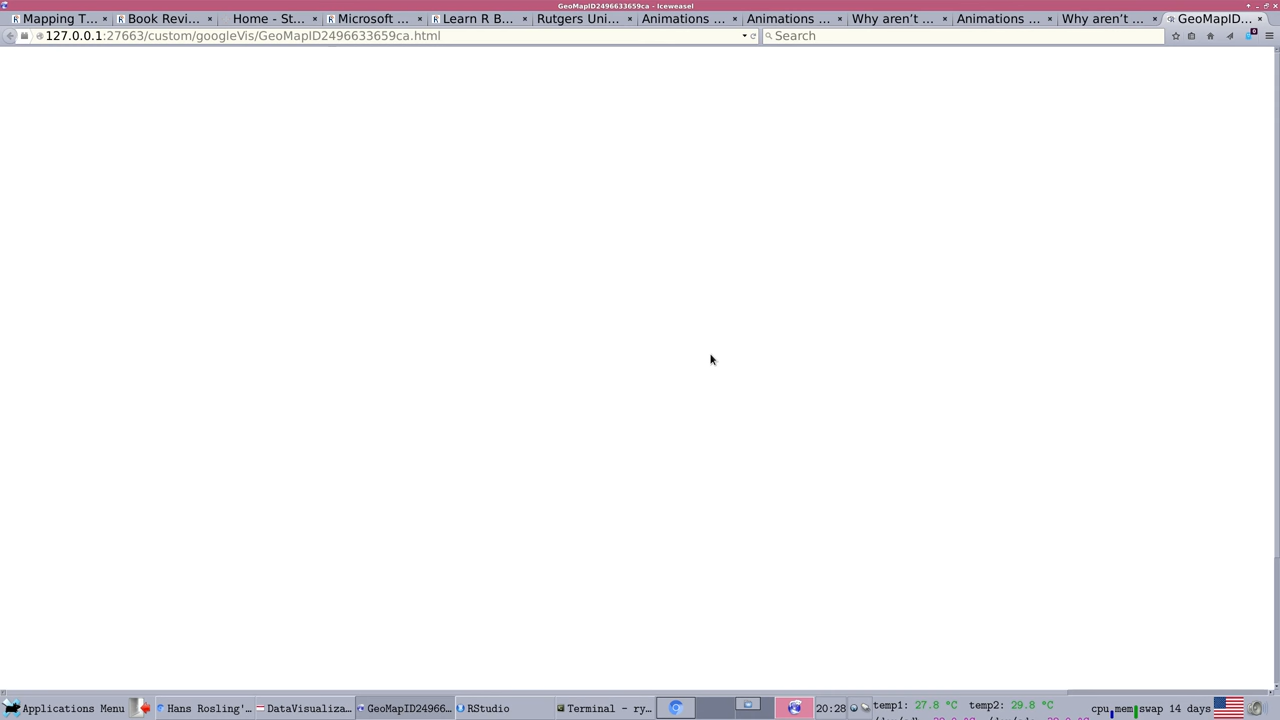 GeoMapID2496633659ca - Iceweasel
Mapping T... Book Revi... Home - St... Microsoft ... Learn R B... Rutgers Uni... Animations ... Animations ... Why aren't ... Animations ... Why aren't ... GeoMapID...
127.0.0.1:27663/custom/googleVis/GeoMapID2496633659ca.html Search
Applications Menu Hans Rosling'... DataVisualiza... GeoMapID24966... RStudio Terminal - ry... 20:28 temp1: 27.8 °C temp2: 29.8 °C cpu mem swap 14 days